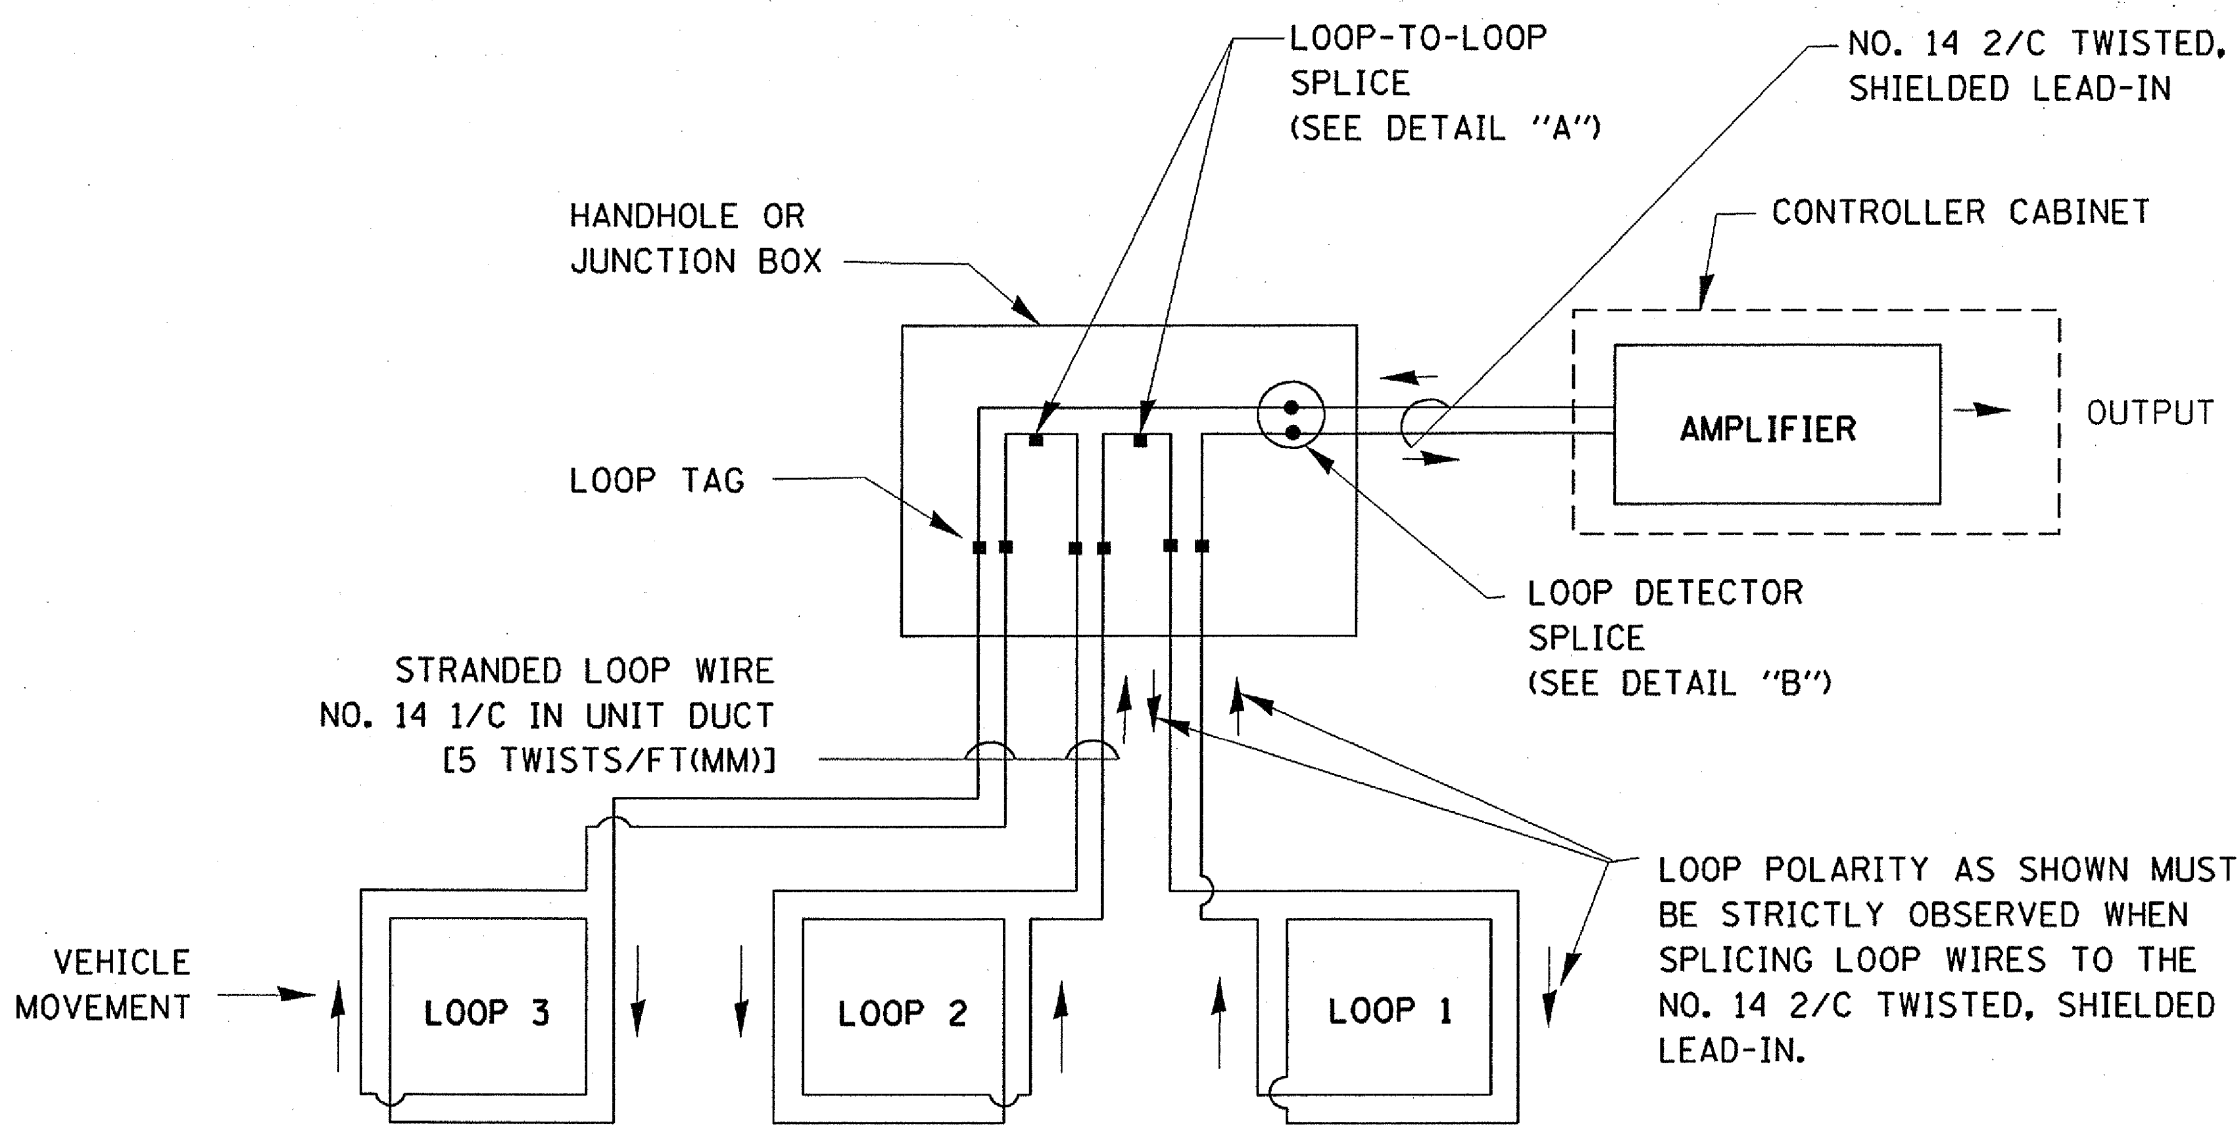 LOOP-TO-LOOP
SPLICE
(SEE DETAIL "A")
NO. 14 2/C TWISTED,
SHIELDED LEAD-IN
HANDHOLE OR
JUNCTION BOX
CONTROLLER CABINET
AMPLIFIER
OUTPUT
LOOP TAG
LOOP DETECTOR
SPLICE
(SEE DETAIL "B")
STRANDED LOOP WIRE
NO. 14 1/C IN UNIT DUCT
[5 TWISTS/FT(MM)]
LOOP POLARITY AS SHOWN MUST
BE STRICTLY OBSERVED WHEN
SPLICING LOOP WIRES TO THE
NO. 14 2/C TWISTED, SHIELDED
LEAD-IN.
VEHICLE
MOVEMENT
LOOP 3
LOOP 2
LOOP 1